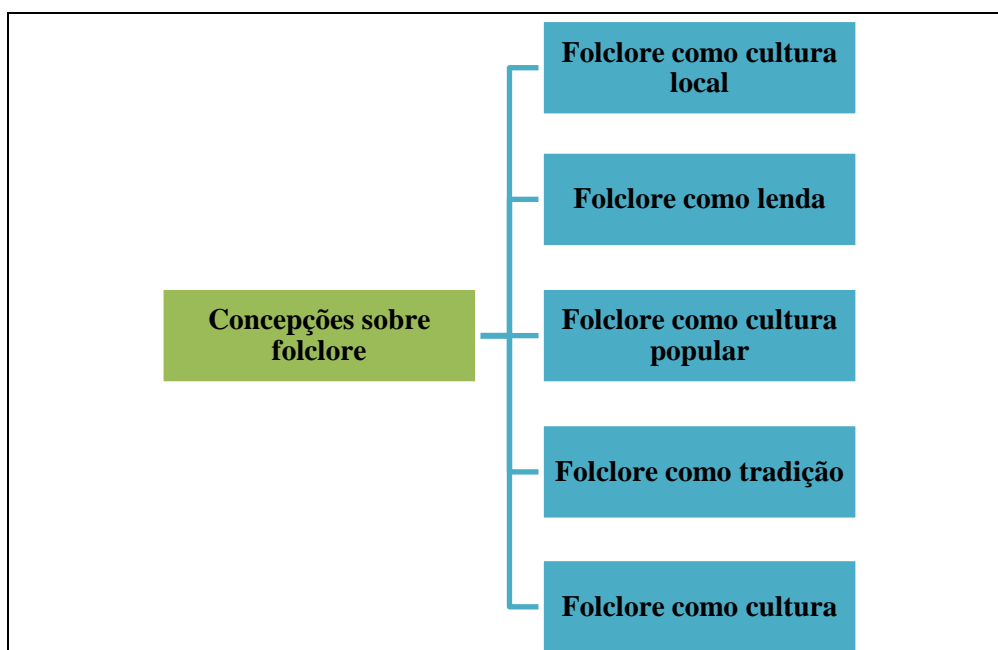 Concepções sobre
folclore
Folclore como cultura
local
Folclore como lenda
Folclore como cultura
popular
Folclore como tradição
Folclore como cultura